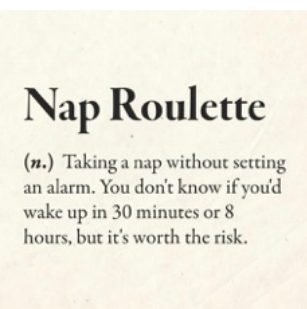 Nap Roulette
(n.) Taking a nap without setting
an alarm. You don't know if you'd
wake up in 30 minutes or 8
hours, but it's worth the risk.